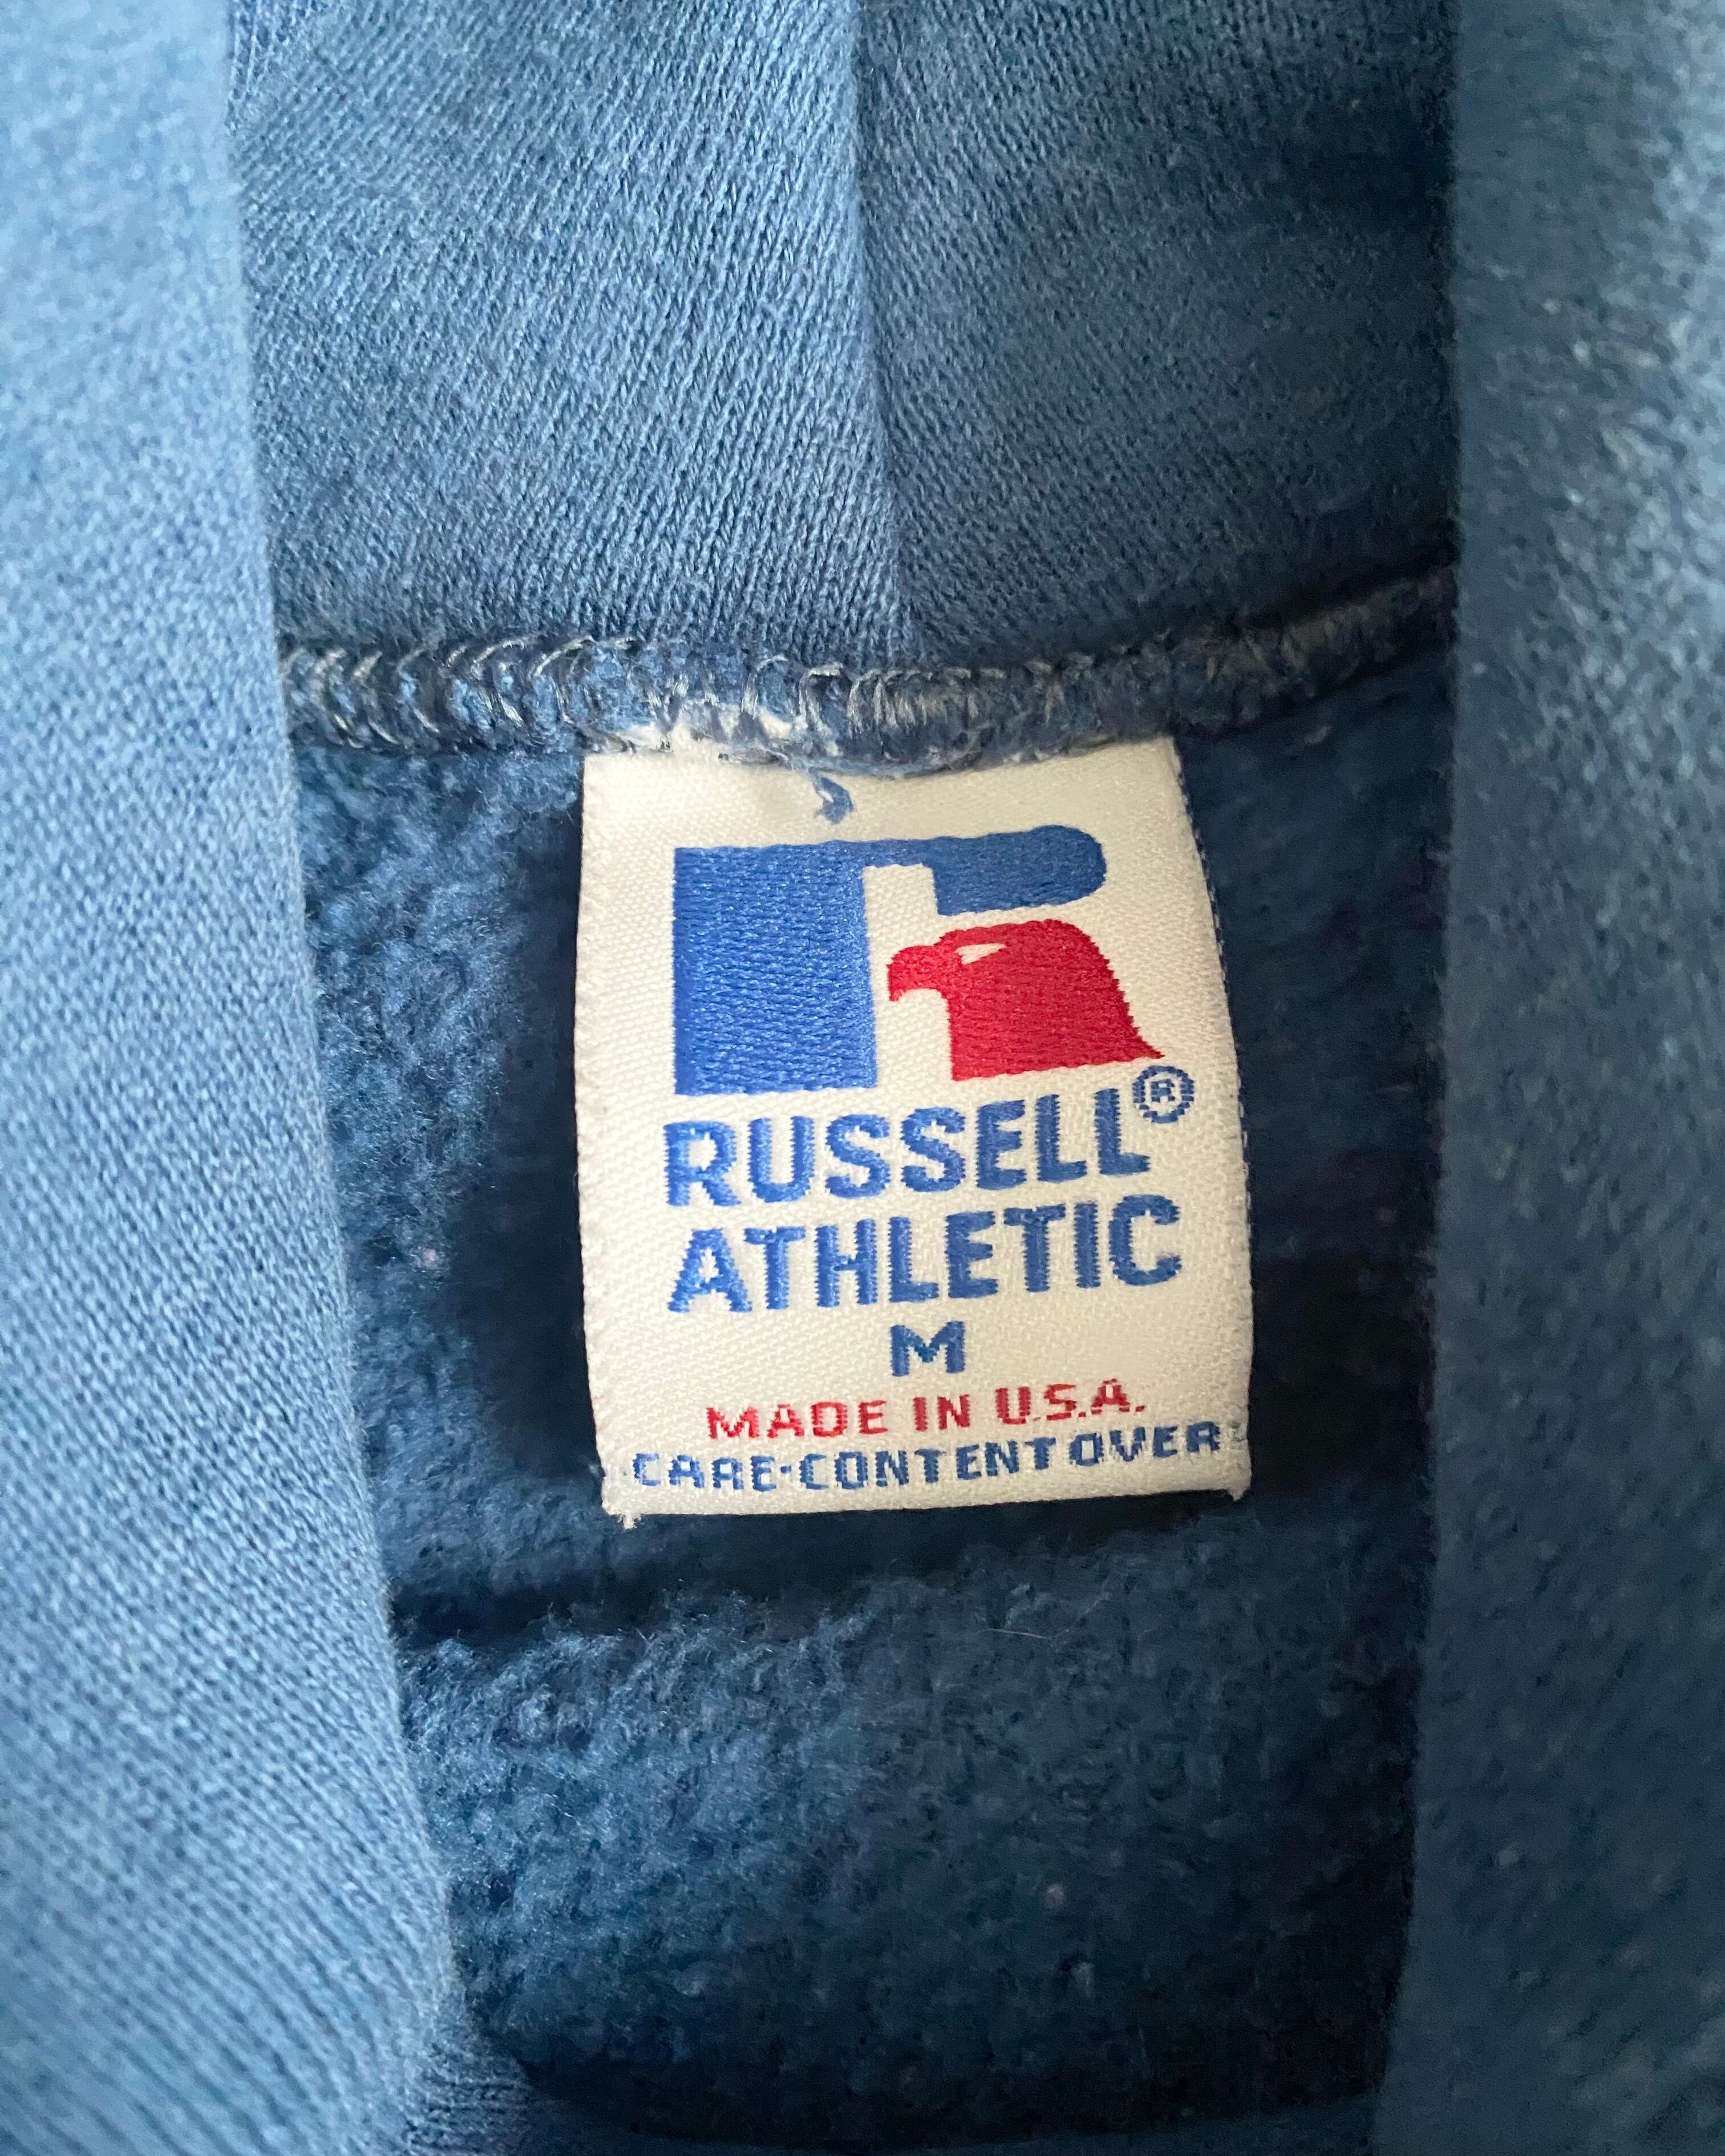 RUSSELL®
ATHLETIC
M
MADE IN U.S.A.
CARE·CONTENT OVER